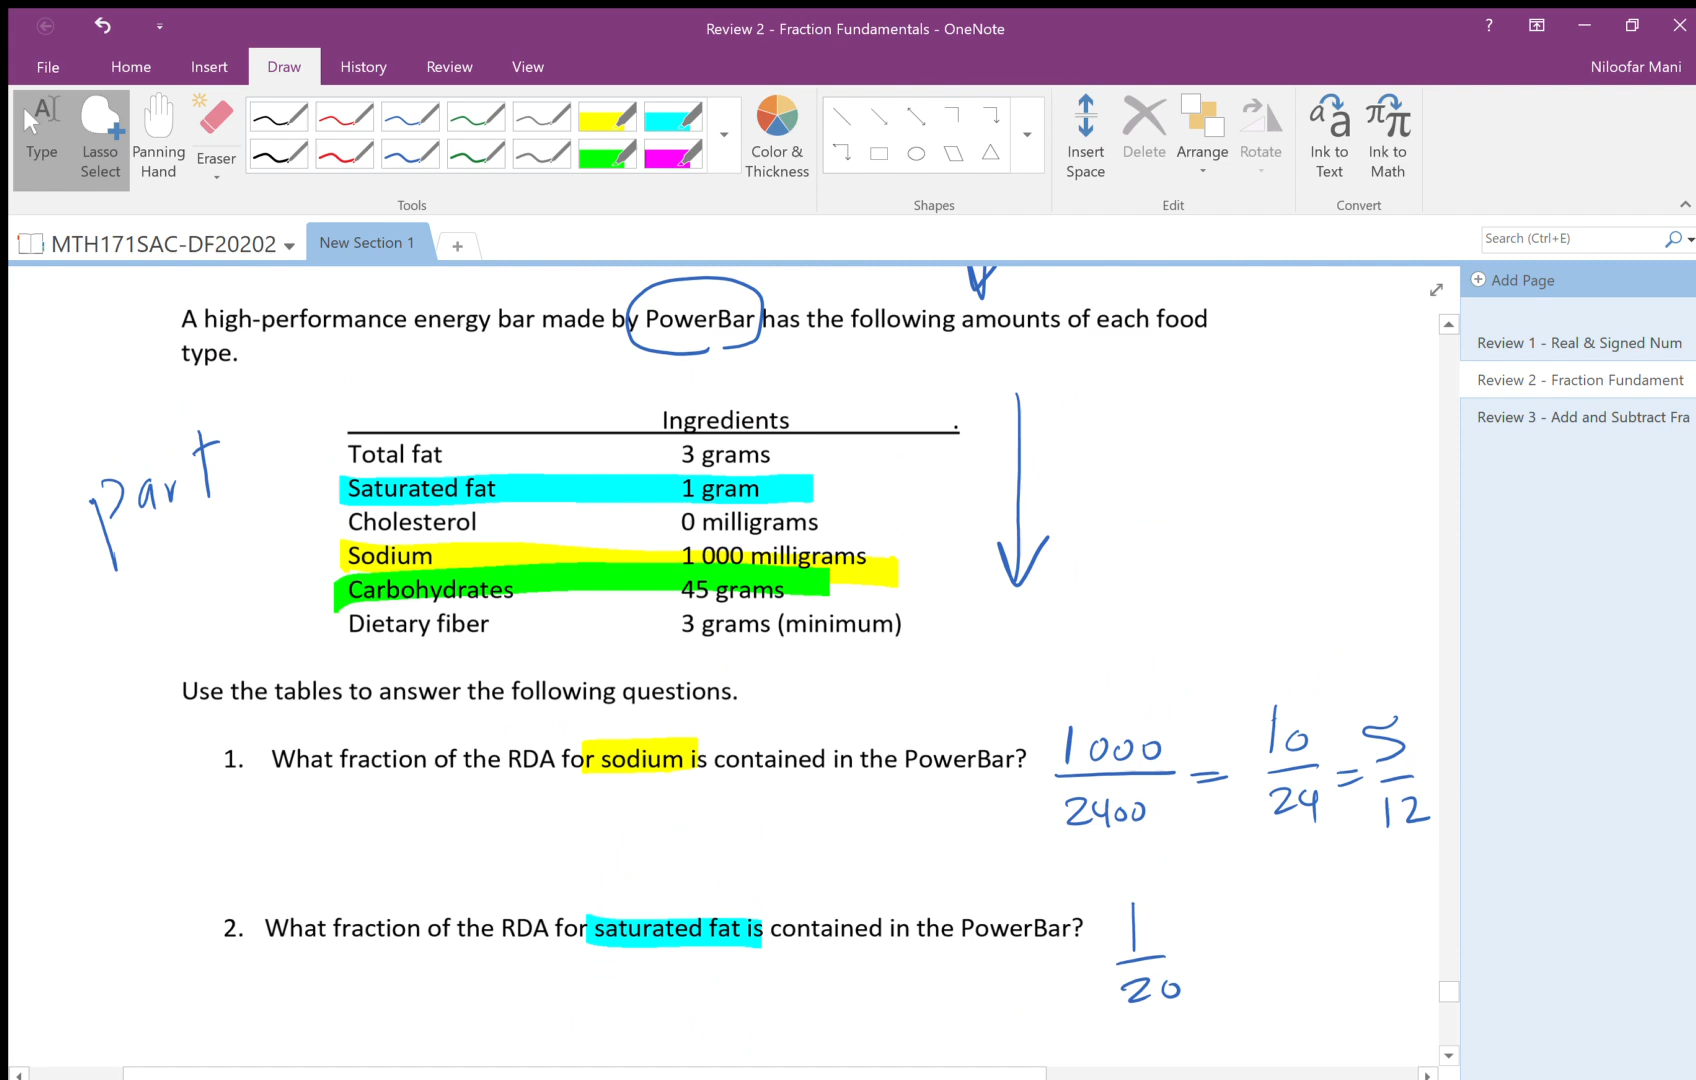 Review 2 - Fraction Fundamentals - OneNote
?
File Home Insert Draw History Review View Niloofar Mani
Type
Lasso Select
Panning Hand
Eraser
Color & Thickness
Insert Space
Delete
Arrange
Rotate
Ink to Text
Ink to Math
Tools Shapes Edit Convert
MTH171SAC-DF20202 New Section 1 +
Search (Ctrl+E)
Add Page
Review 1 - Real & Signed Num
Review 2 - Fraction Fundament
Review 3 - Add and Subtract Fra
A high-performance energy bar made by PowerBar has the following amounts of each food
type.
part
Ingredients .
Total fat 3 grams
Saturated fat 1 gram
Cholesterol 0 milligrams
Sodium 1 000 milligrams
Carbohydrates 45 grams
Dietary fiber 3 grams (minimum)
Use the tables to answer the following questions.
1. What fraction of the RDA for sodium is contained in the PowerBar? 1000/2400 = 10/24 = 5/12
2. What fraction of the RDA for saturated fat is contained in the PowerBar? 1/20